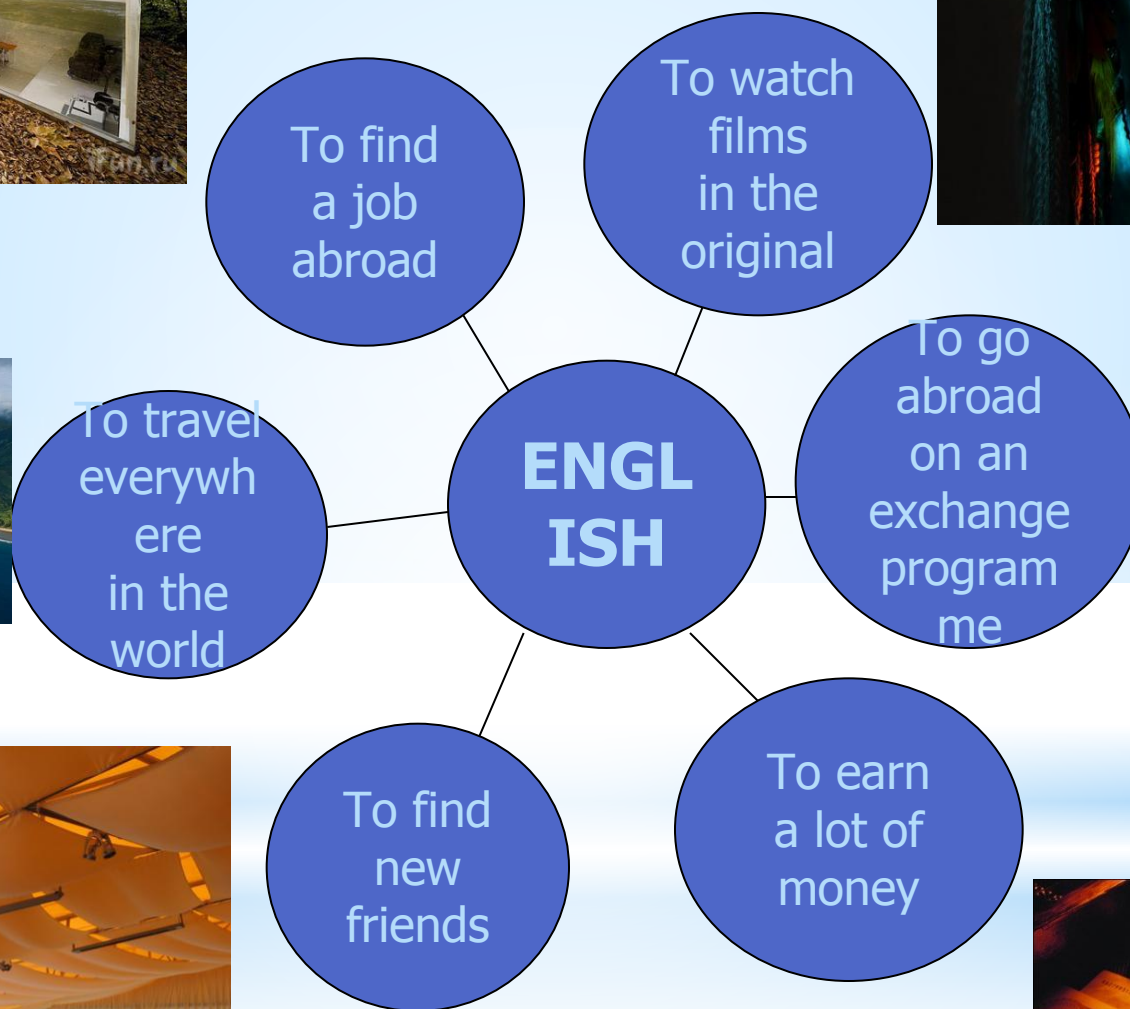 To find
a job
abroad
To watch
films
in the
original
To travel
everywh
ere
in the
world
ENGL
ISH
To go
abroad
on an
exchange
program
me
To find
new
friends
To earn
a lot of
money